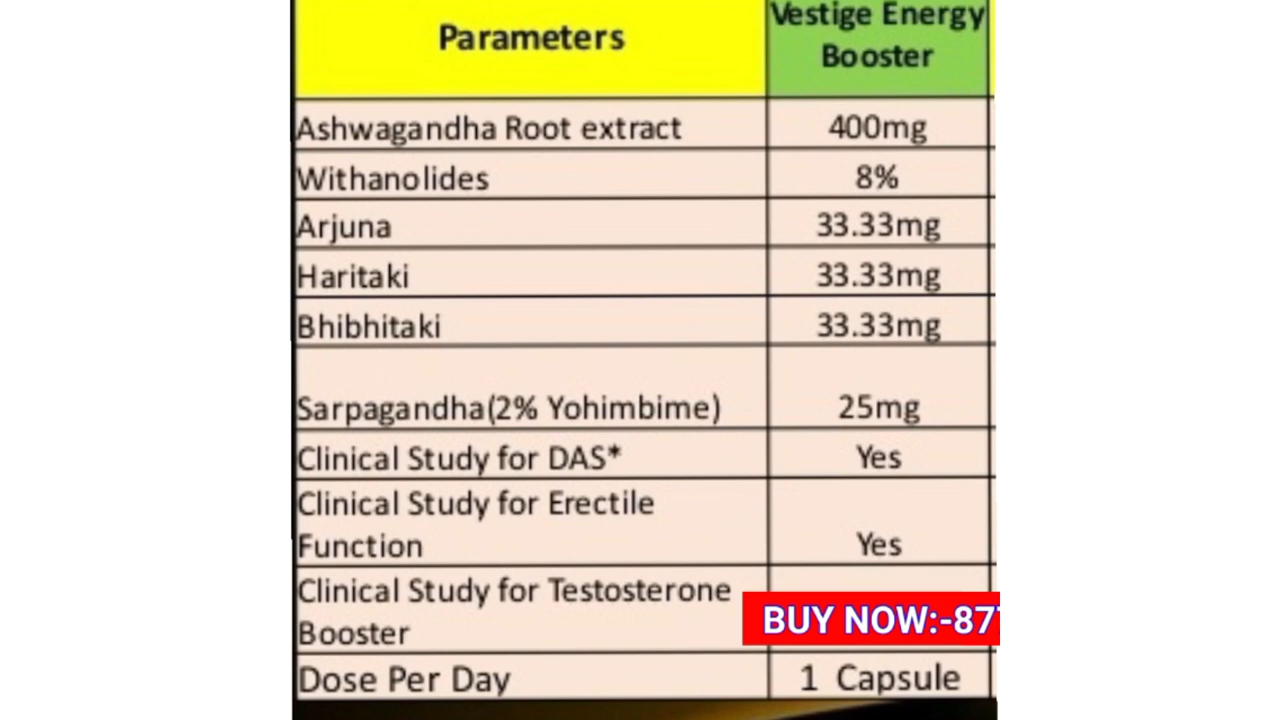 Parameters
Vestige Energy
Booster
Ashwagandha Root extract 400mg
Withanolides 8%
Arjuna 33.33mg
Haritaki 33.33mg
Bhibhitaki 33.33mg
Sarpagandha(2% Yohimbime) 25mg
Clinical Study for DAS* Yes
Clinical Study for Erectile
Function Yes
Clinical Study for Testosterone
Booster
BUY NOW:-877
Dose Per Day 1 Capsule